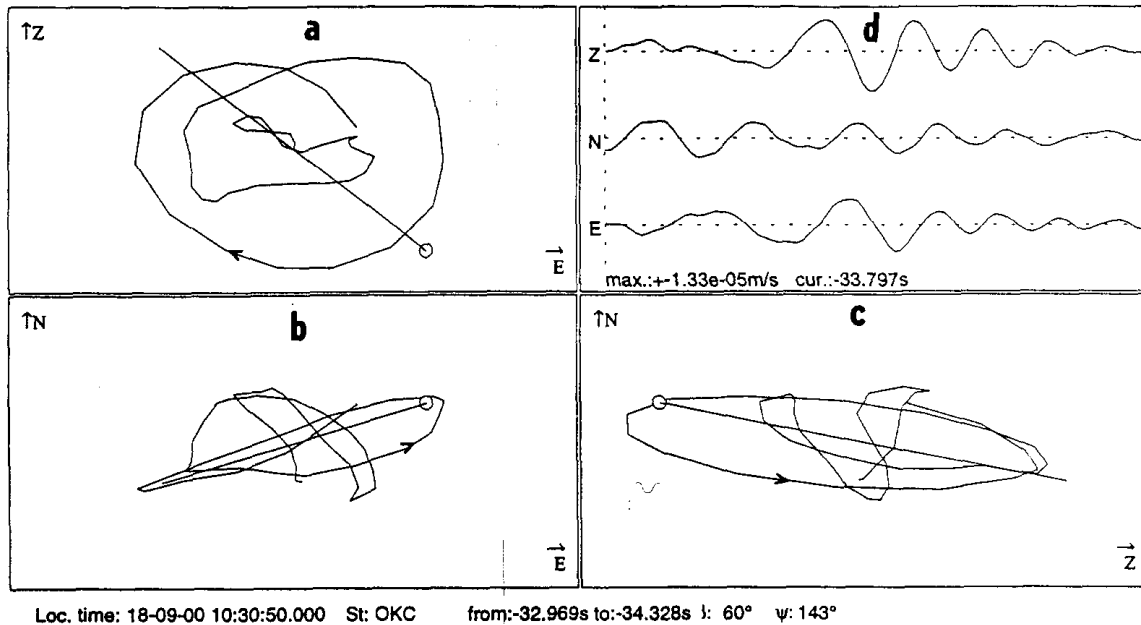 ↑Z a
→E
d
Z
N
E
max.:+-1.33e-05m/s cur.:-33.797s
↑N b
→E
↑N c
→Z
Loc. time: 18-09-00 10:30:50.000 St: OKC from:-32.969s to:-34.328s 60° ψ: 143°